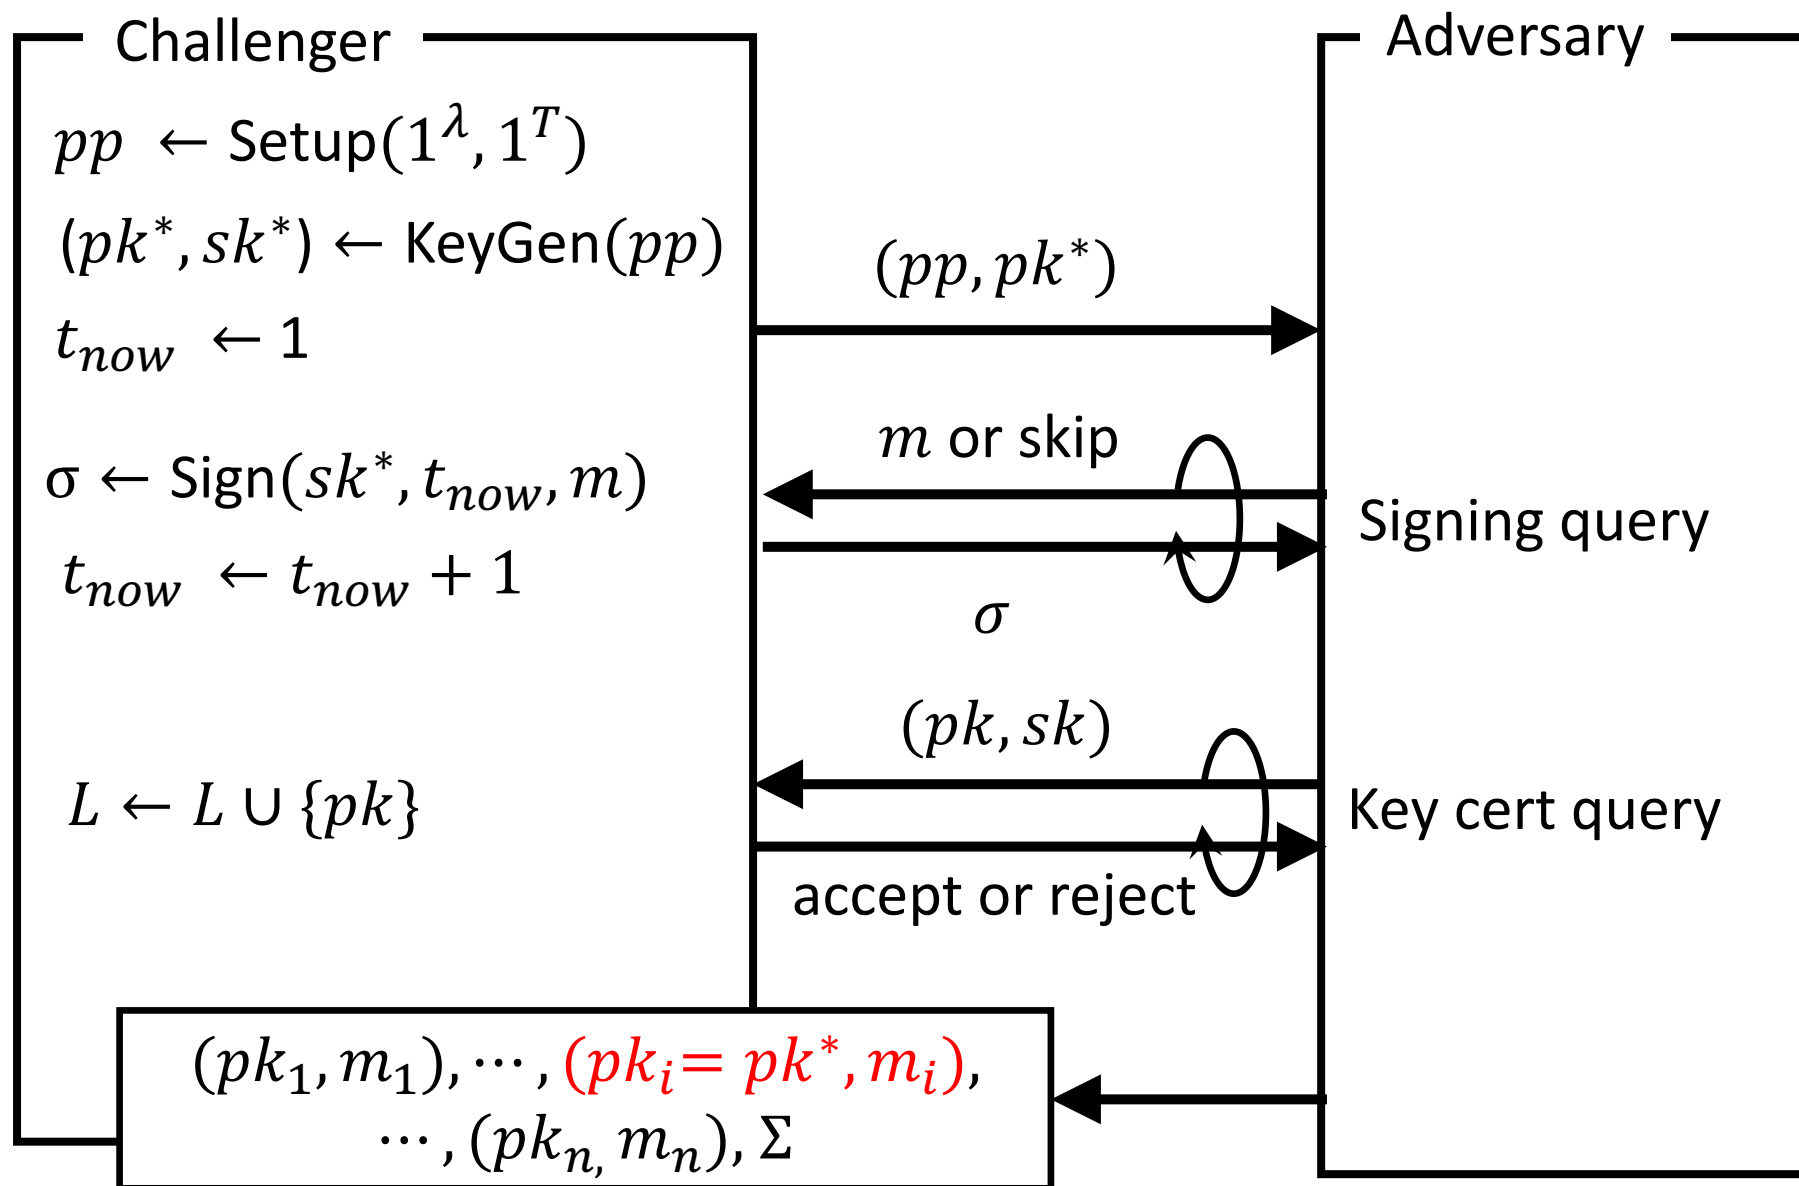 Challenger
Adversary
pp ← Setup(1^λ, 1^T)
(pk*, sk*) ← KeyGen(pp)
(pp, pk*)
t_now ← 1
m or skip
σ ← Sign(sk*, t_now, m)
Signing query
t_now ← t_now + 1
σ
(pk, sk)
L ← L ∪ {pk}
Key cert query
accept or reject
(pk_1, m_1), ⋯, (pk_i = pk*, m_i),
⋯, (pk_n, m_n), Σ